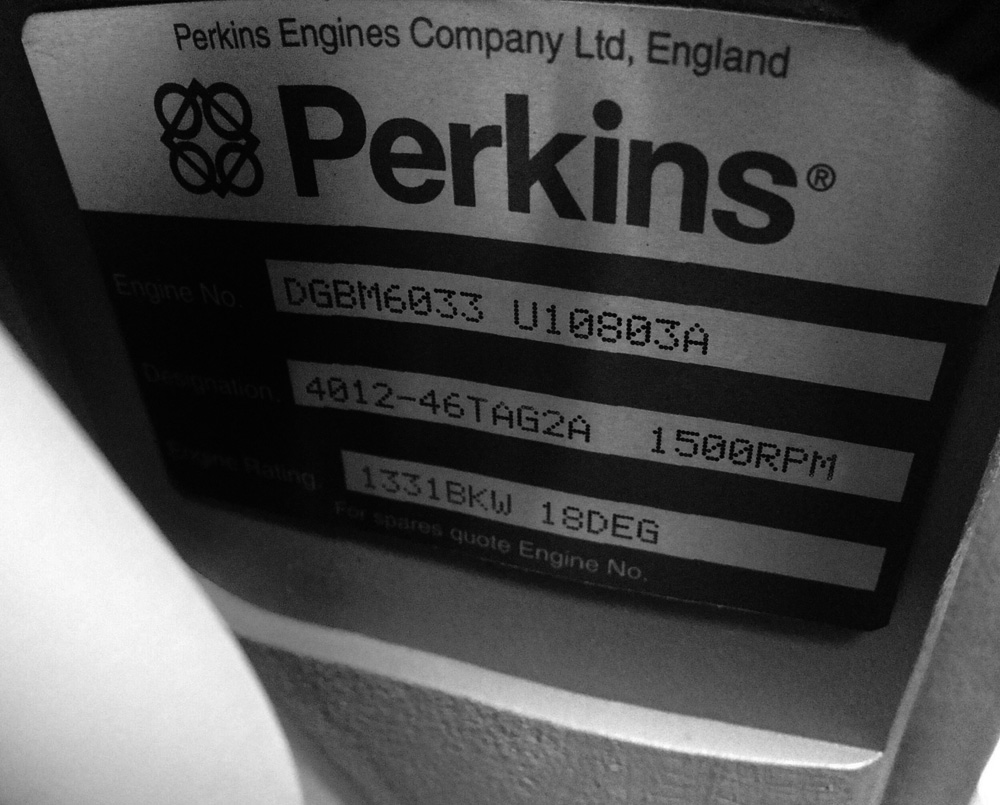 Perkins Engines Company Ltd, England
Perkins®
Engine No. DGBM6033 U10803A
Designation 4012-46TAG2A 1500RPM
Engine Rating 1331BKW 18DEG
For spares quote Engine No.